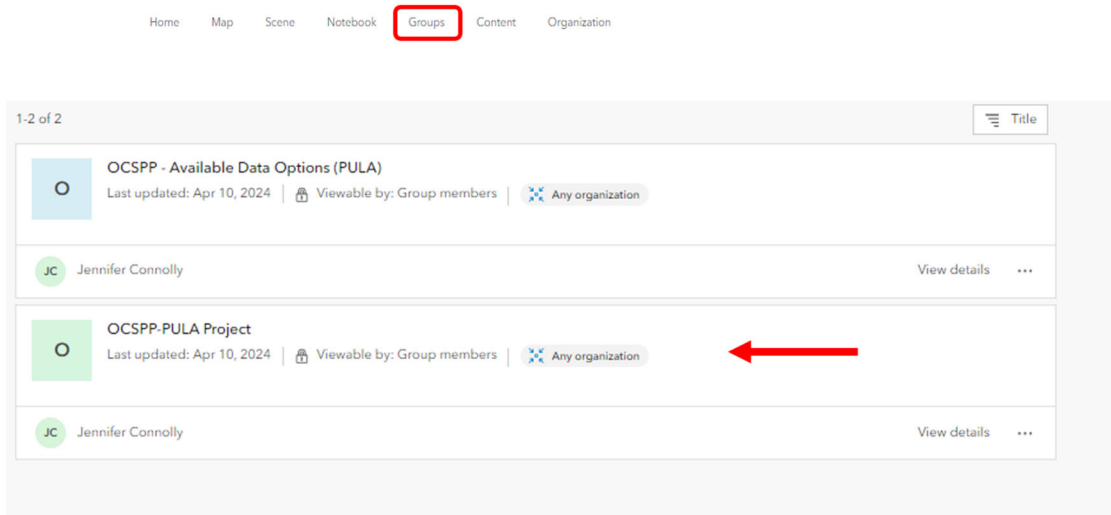 Home Map Scene Notebook Groups Content Organization
1-2 of 2
Title
O
OCSPP - Available Data Options (PULA)
Last updated: Apr 10, 2024 | Viewable by: Group members | Any organization
JC Jennifer Connolly View details ...
O
OCSPP-PULA Project
Last updated: Apr 10, 2024 | Viewable by: Group members | Any organization
JC Jennifer Connolly View details ...